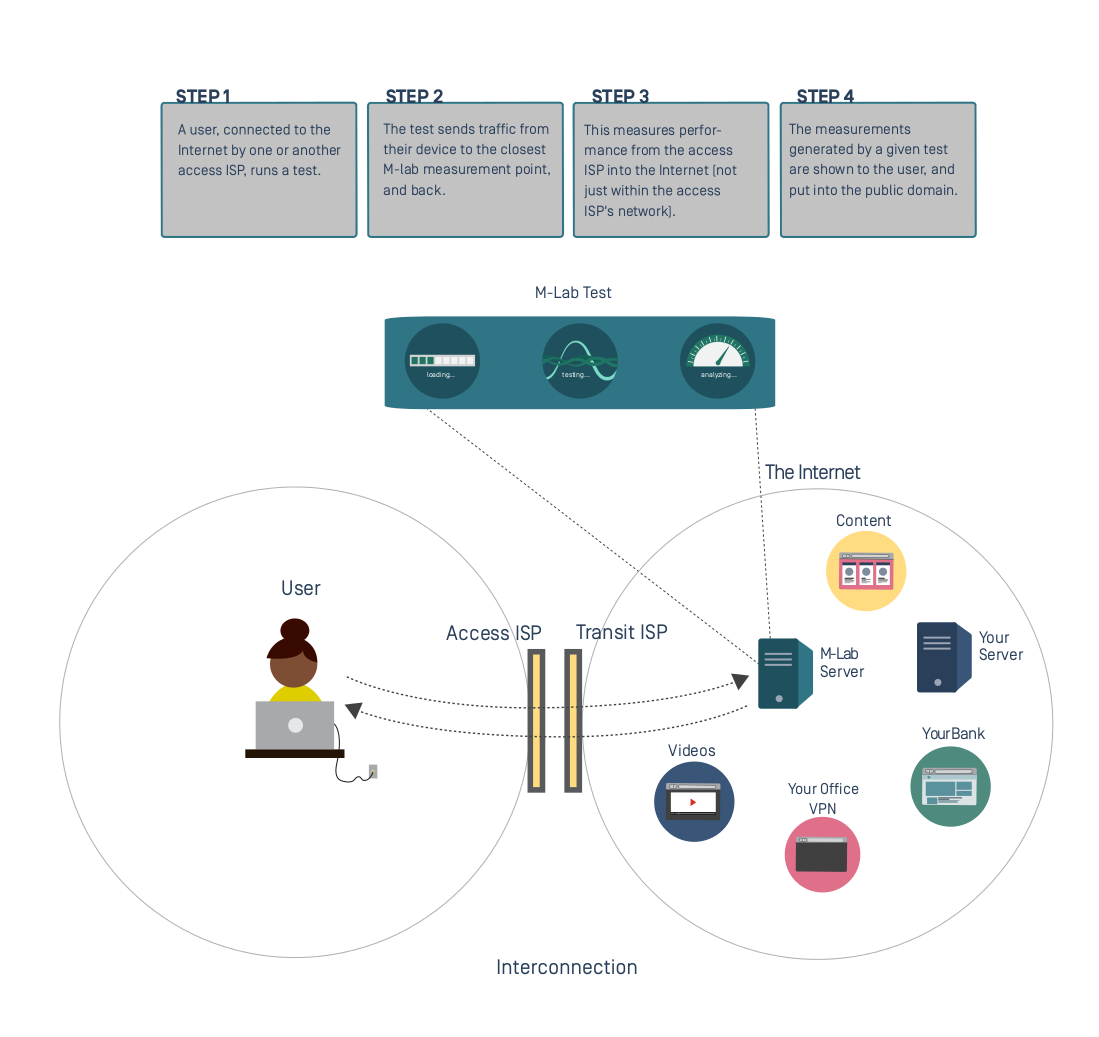 STEP 1
A user, connected to the
Internet by one or another
access ISP, runs a test.
STEP 2
The test sends traffic from
their device to the closest
M-lab measurement point,
and back.
STEP 3
This measures perfor-
mance from the access
ISP into the Internet (not
just within the access
ISP's network).
STEP 4
The measurements
generated by a given test
are shown to the user, and
put into the public domain.
M-Lab Test
loading...
testing...
analyzing...
The Internet
Content
User
Access ISP
Transit ISP
M-Lab
Server
Your
Server
YourBank
Videos
Your Office
VPN
Interconnection